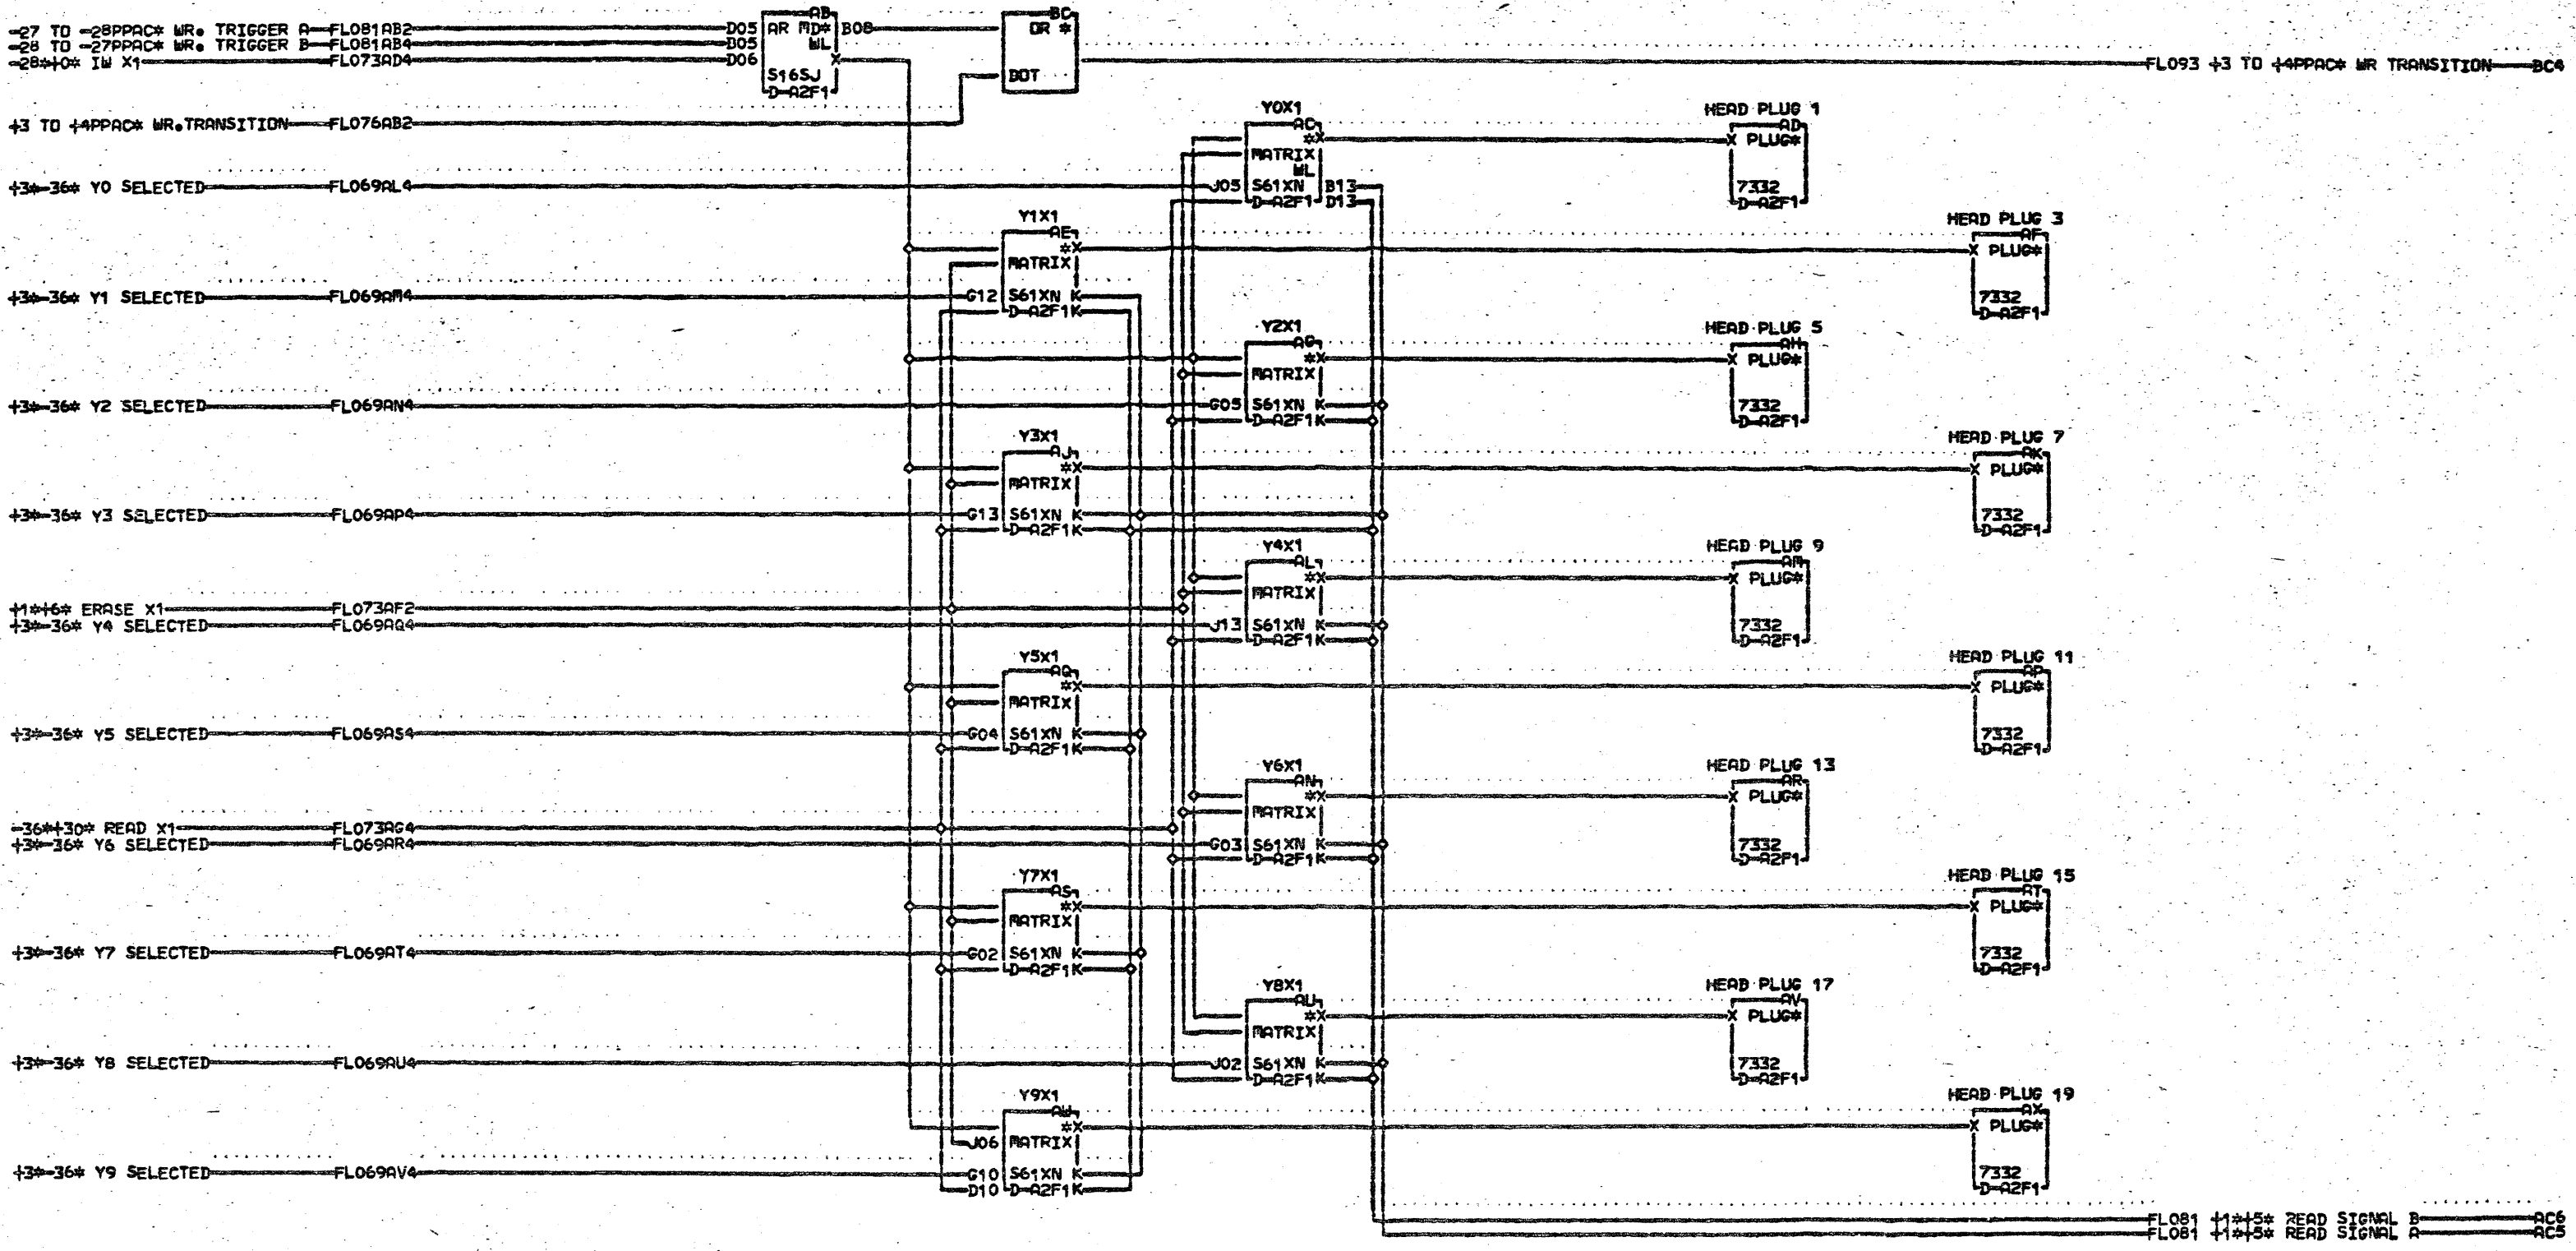 -27 TO -28PPAC* WR. TRIGGER A FL081AB2 D05 AR MD* B08
AB
BC
OR *
-28 TO -27PPAC* WR. TRIGGER B FL081AB4 B05 WL
-28*+0* IW X1 FL073AD4 D06 X
FL093 +3 TO +4PPAC* WR TRANSITION BC4
S16SJ
DOT
D-A2F1
+3 TO +4PPAC* WR.TRANSITION FL076AB2
Y0X1
AC
*X
MATRIX
WL
HEAD PLUG 1
AD
X PLUG*
+3*-36* Y0 SELECTED FL069AL4 J05 S61XN B13
D-A2F1 D13
7332
D-A2F1
Y1X1
AE
*X
MATRIX
HEAD PLUG 3
AF
X PLUG*
+3*-36* Y1 SELECTED FL069AM4 G12 S61XN K
D-A2F1K
7332
D-A2F1
Y2X1
AG
*X
MATRIX
HEAD PLUG 5
AH
X PLUG*
+3*-36* Y2 SELECTED FL069AN4 G05 S61XN K
D-A2F1K
7332
D-A2F1
Y3X1
AJ
*X
MATRIX
HEAD PLUG 7
AK
X PLUG*
+3*-36* Y3 SELECTED FL069AP4 G13 S61XN K
D-A2F1K
7332
D-A2F1
Y4X1
AL
*X
MATRIX
HEAD PLUG 9
AM
X PLUG*
+1*+6* ERASE X1 FL073AF2
+3*-36* Y4 SELECTED FL069AQ4 J13 S61XN K
D-A2F1K
7332
D-A2F1
Y5X1
AQ
*X
MATRIX
HEAD PLUG 11
AP
X PLUG*
+3*-36* Y5 SELECTED FL069AS4 G04 S61XN K
D-A2F1K
7332
D-A2F1
Y6X1
AN
*X
MATRIX
HEAD PLUG 13
AR
X PLUG*
-36*+30* READ X1 FL073AG4
+3*-36* Y6 SELECTED FL069AR4 G03 S61XN K
D-A2F1K
7332
D-A2F1
Y7X1
AS
*X
MATRIX
HEAD PLUG 15
AT
X PLUG*
+3*-36* Y7 SELECTED FL069AT4 G02 S61XN K
D-A2F1K
7332
D-A2F1
Y8X1
AU
*X
MATRIX
HEAD PLUG 17
AV
X PLUG*
+3*-36* Y8 SELECTED FL069AU4 J02 S61XN K
D-A2F1K
7332
D-A2F1
Y9X1
AW
*X
J06 MATRIX
HEAD PLUG 19
AX
X PLUG*
+3*-36* Y9 SELECTED FL069AV4 G10 S61XN K
D10 D-A2F1K
7332
D-A2F1
FL081 +1*+5* READ SIGNAL B AC6
FL081 +1*+5* READ SIGNAL A AC5